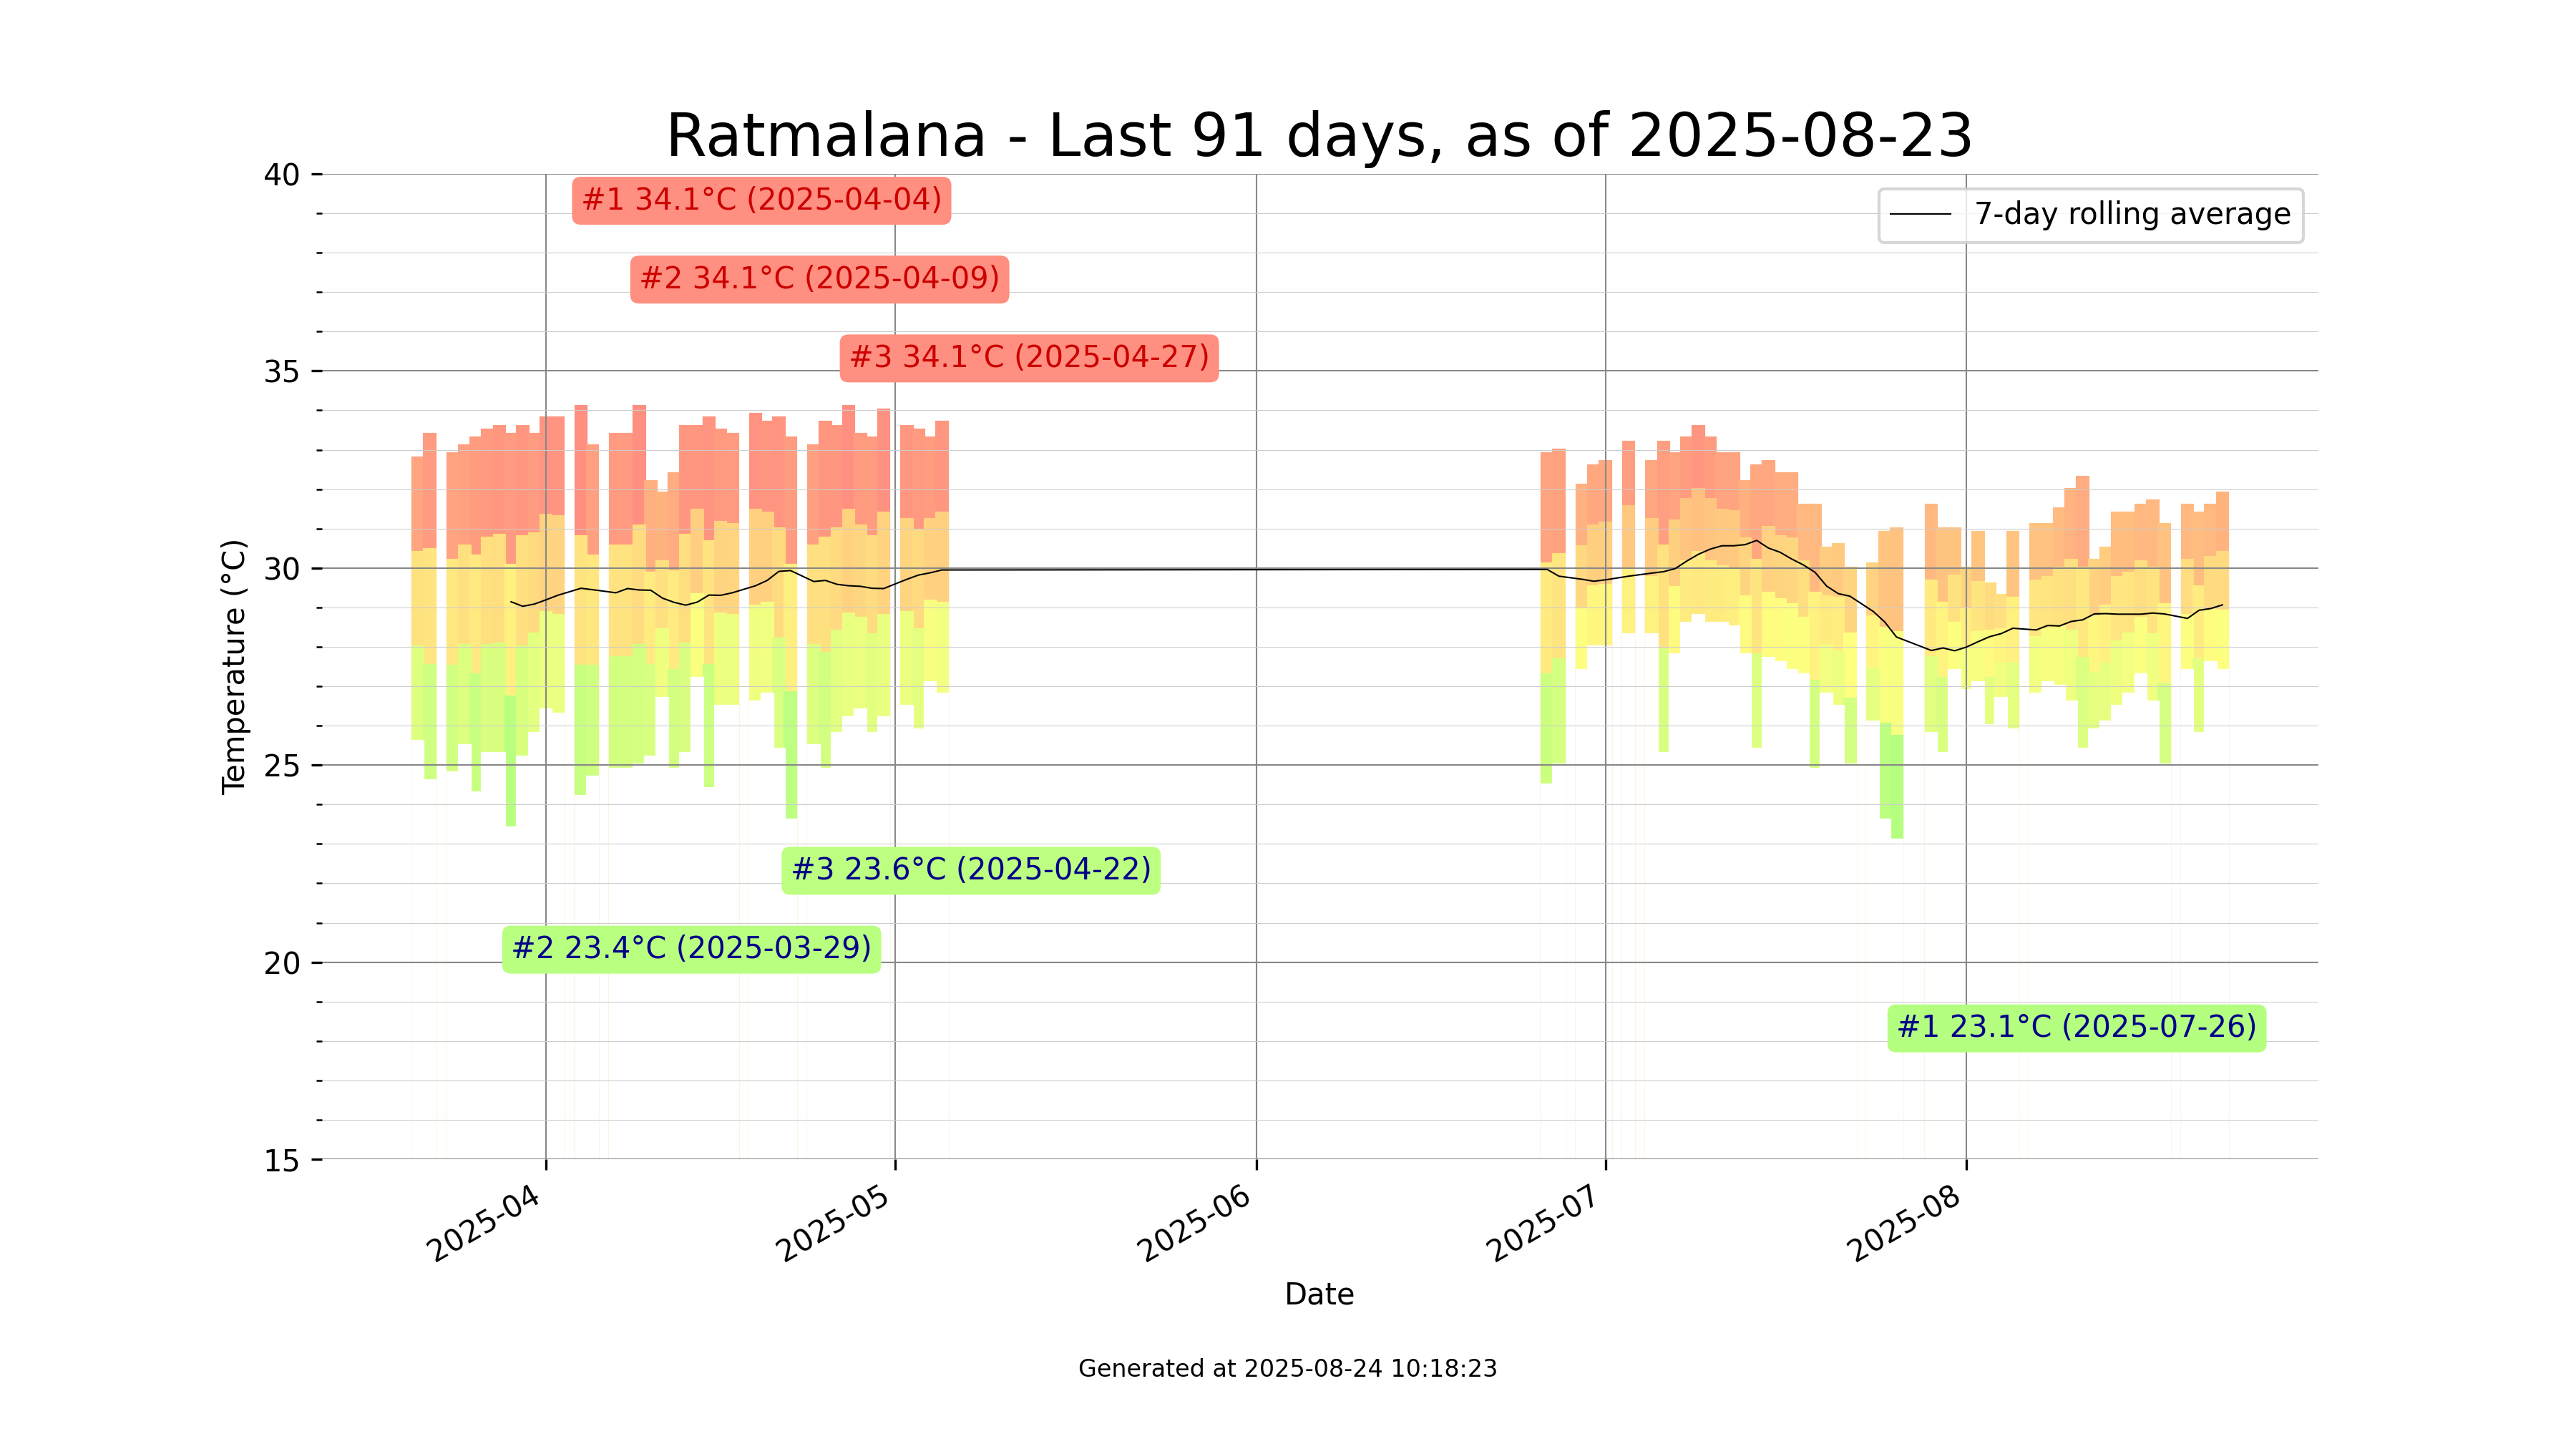 Ratmalana - Last 91 days, as of 2025-08-23
40
#1 34.1°C (2025-04-04)
7-day rolling average
#2 34.1°C (2025-04-09)
35
#3 34.1°C (2025-04-27)
30
Temperature (°C)
25
#3 23.6°C (2025-04-22)
#2 23.4°C (2025-03-29)
20
#1 23.1°C (2025-07-26)
15
2025-04
2025-05
2025-06
2025-07
2025-08
Date
Generated at 2025-08-24 10:18:23